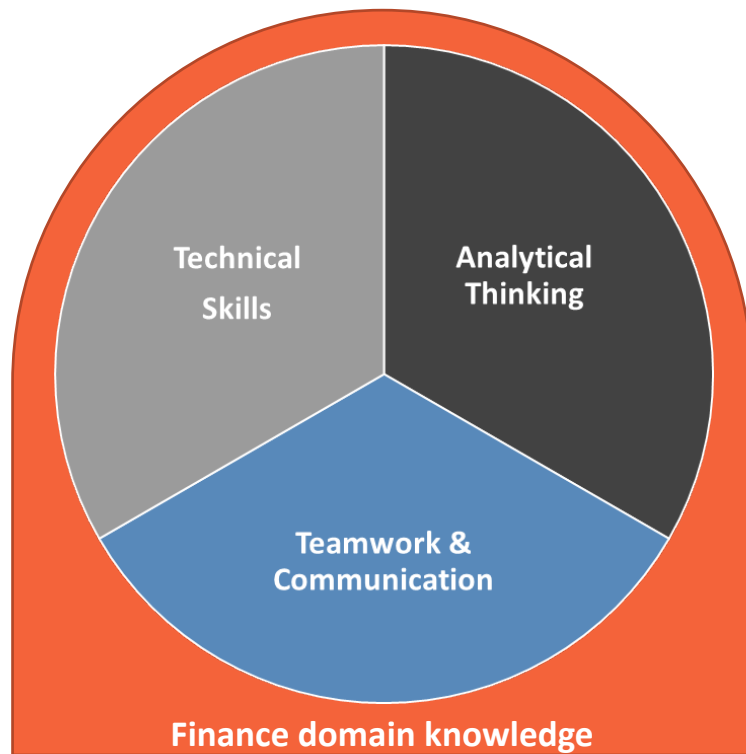 Technical
Skills
Analytical
Thinking
Teamwork &
Communication
Finance domain knowledge